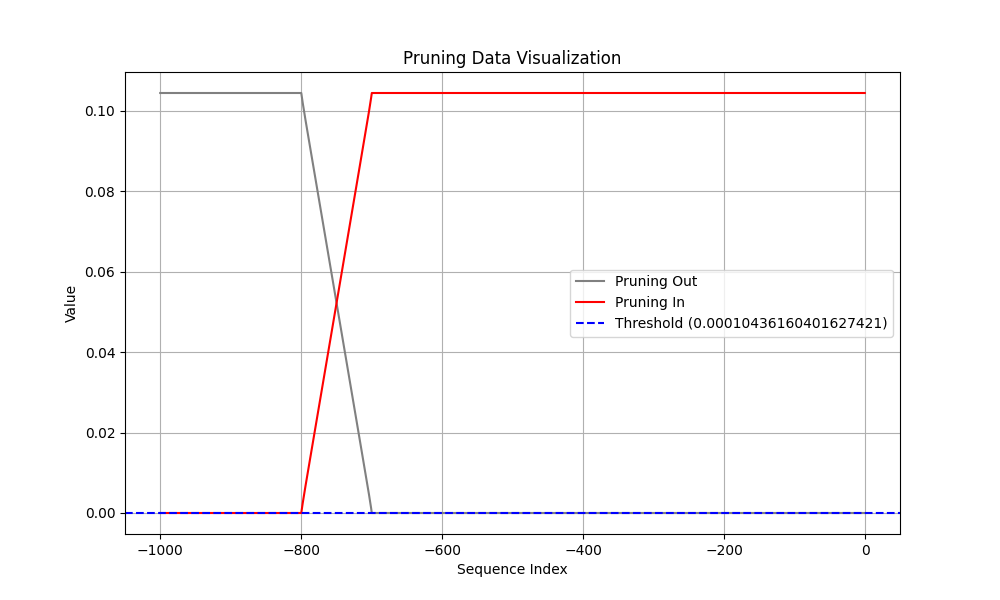 Pruning Data Visualization
Value
0.10
0.08
0.06
0.04
0.02
0.00
Pruning Out
Pruning In
Threshold (0.00010436160401627421)
−1000
−800
−600
−400
−200
0
Sequence Index